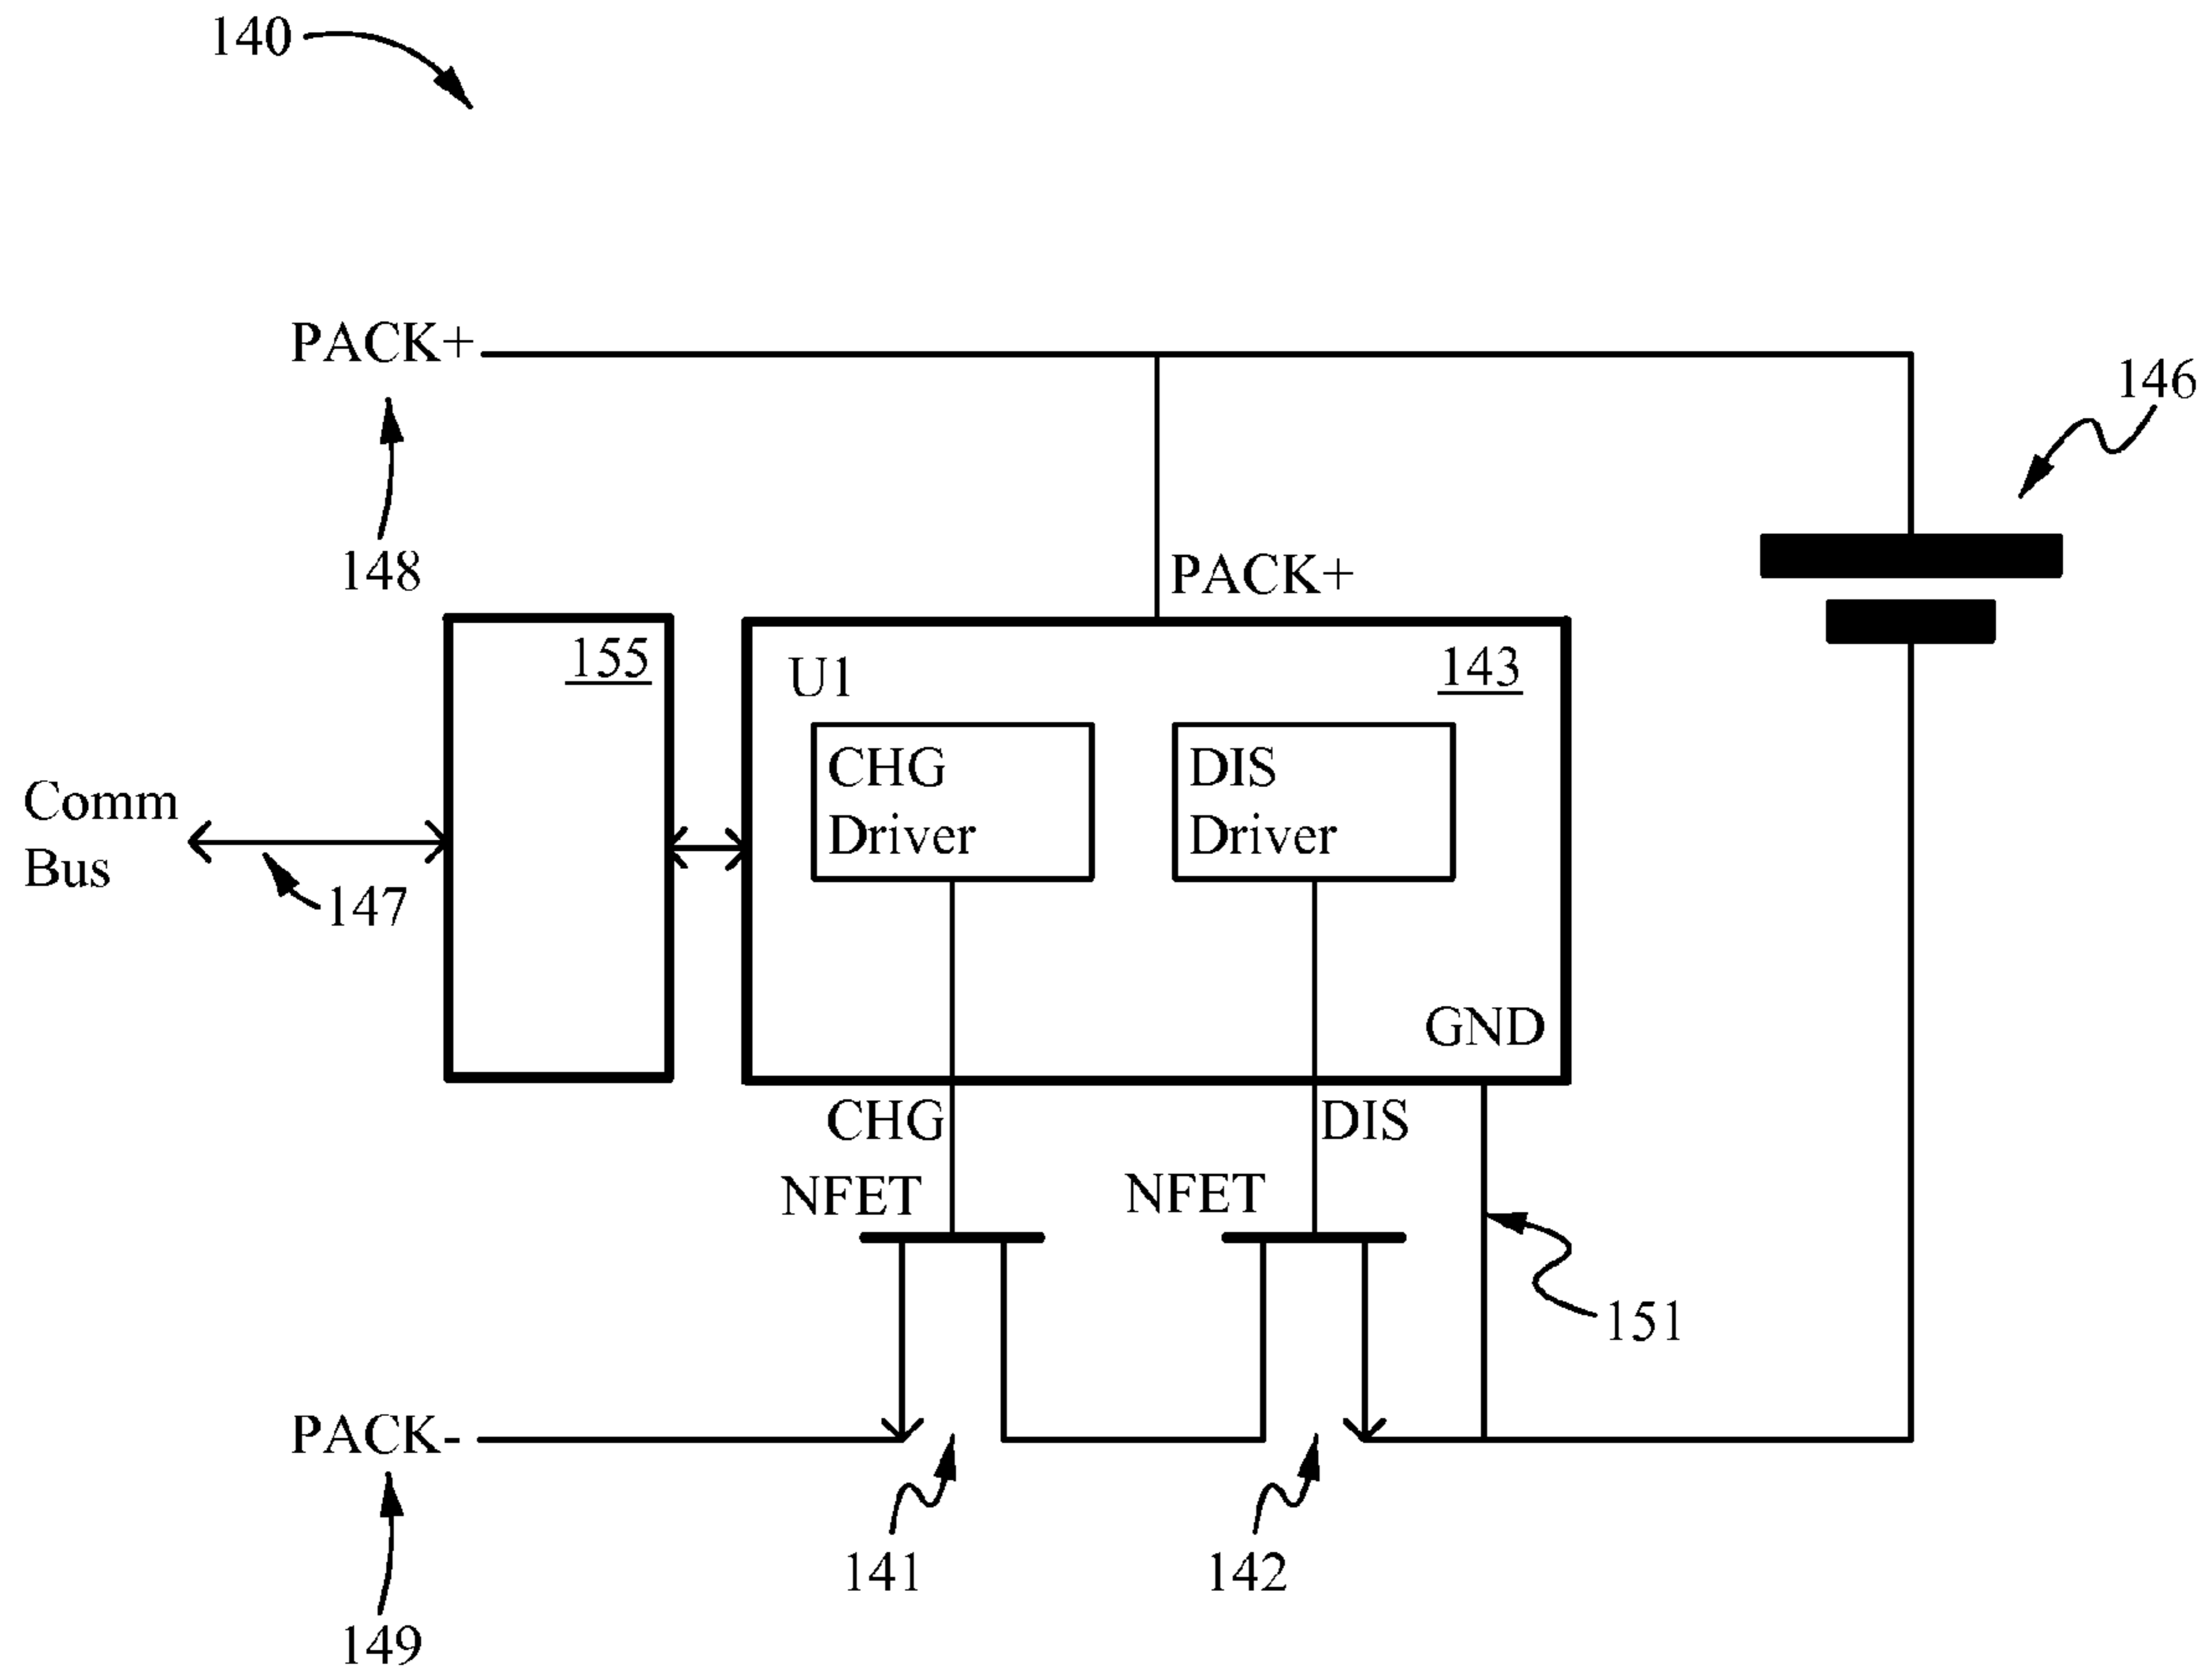 140
PACK+
146
148
PACK+
155
U1
143
CHG
Driver
DIS
Driver
Comm
Bus
147
GND
CHG
DIS
NFET
NFET
151
PACK-
141
142
149